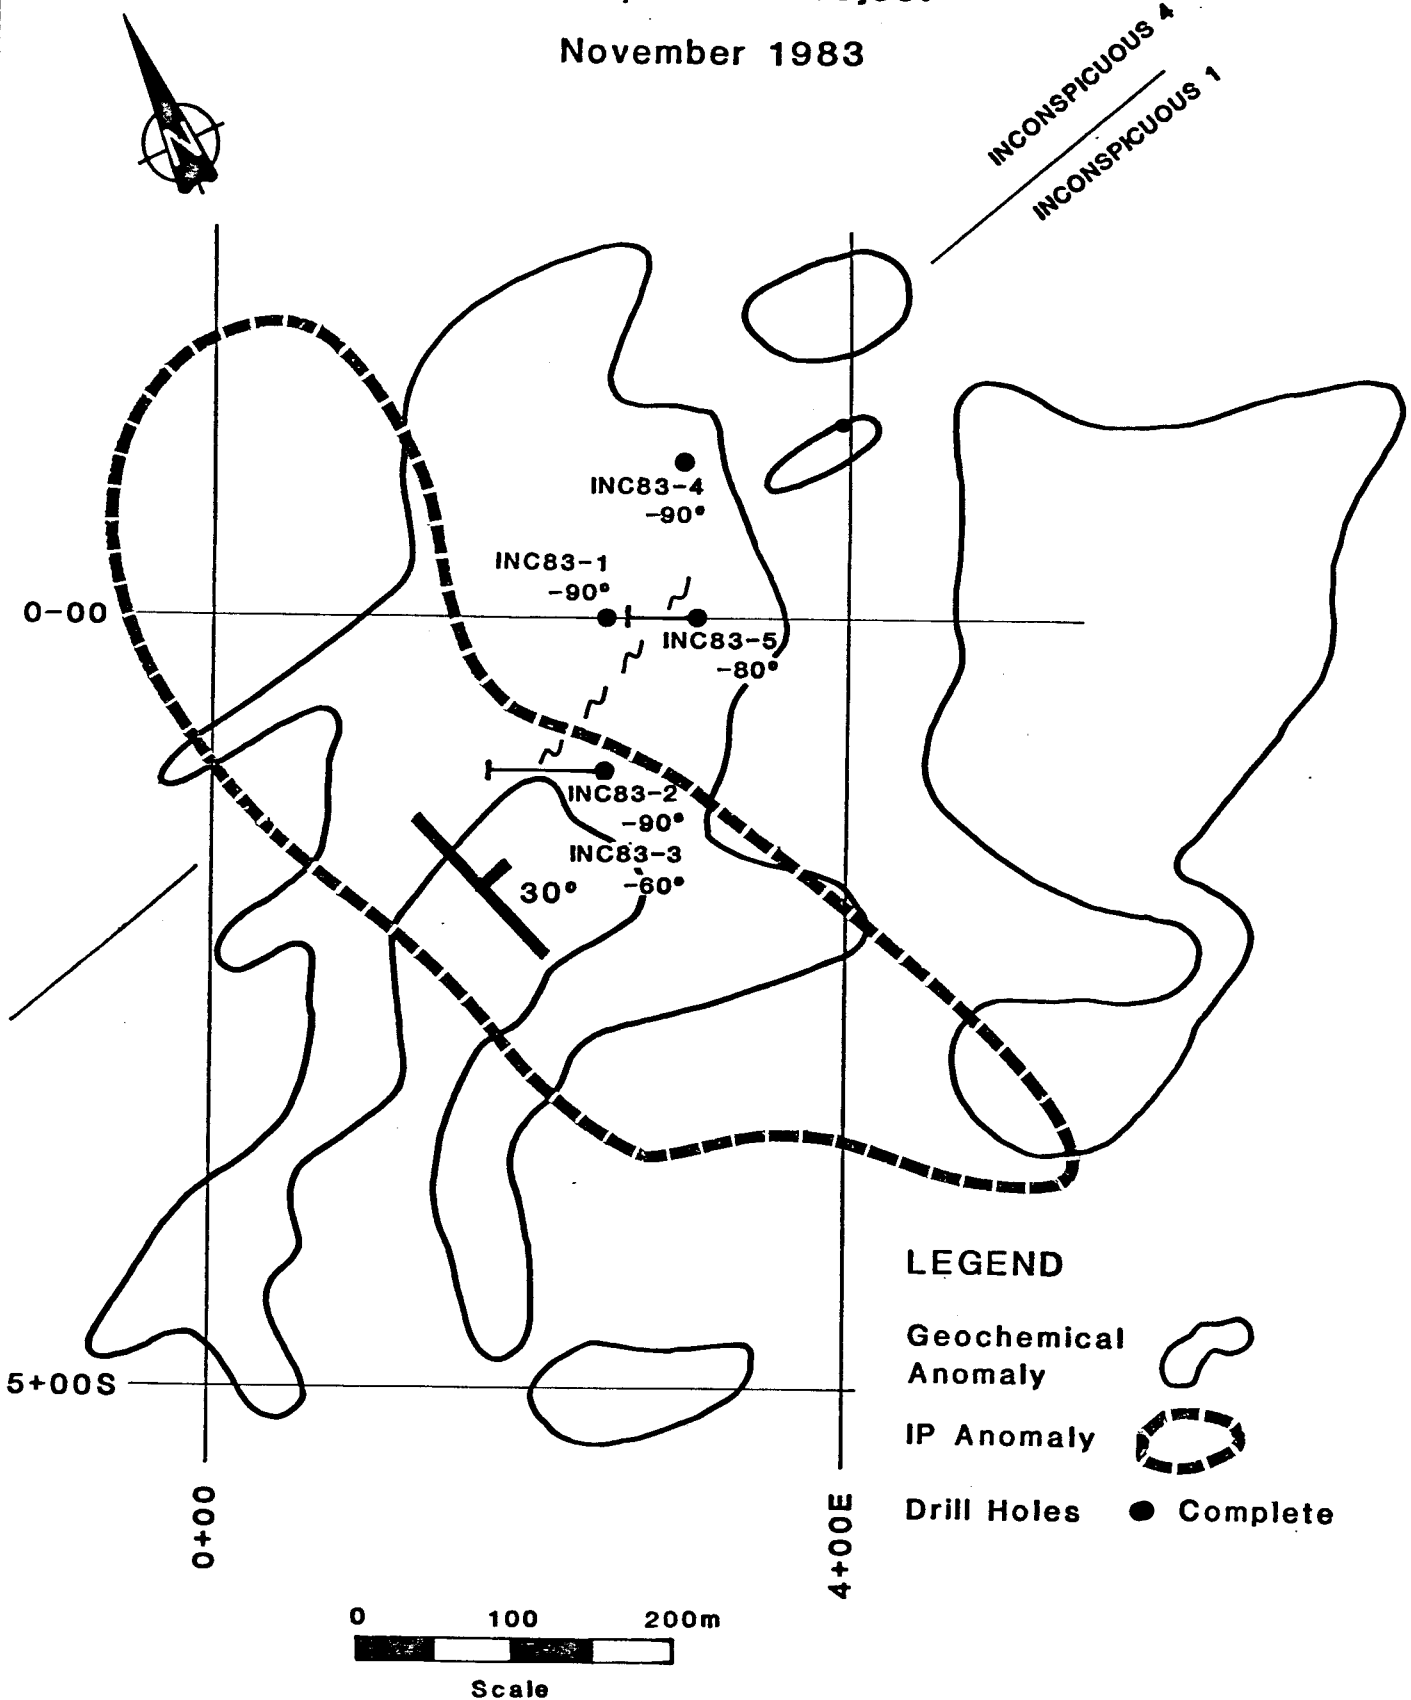 November 1983
N
INCONSPICUOUS 4
INCONSPICUOUS 1
INC83-4
-90°
INC83-1
-90°
0-00
INC83-5
-80°
INC83-2
-90°
INC83-3
-60°
30°
LEGEND
Geochemical
Anomaly
IP Anomaly
Drill Holes
Complete
5+00S
0+00
4+00E
0 100 200m
Scale